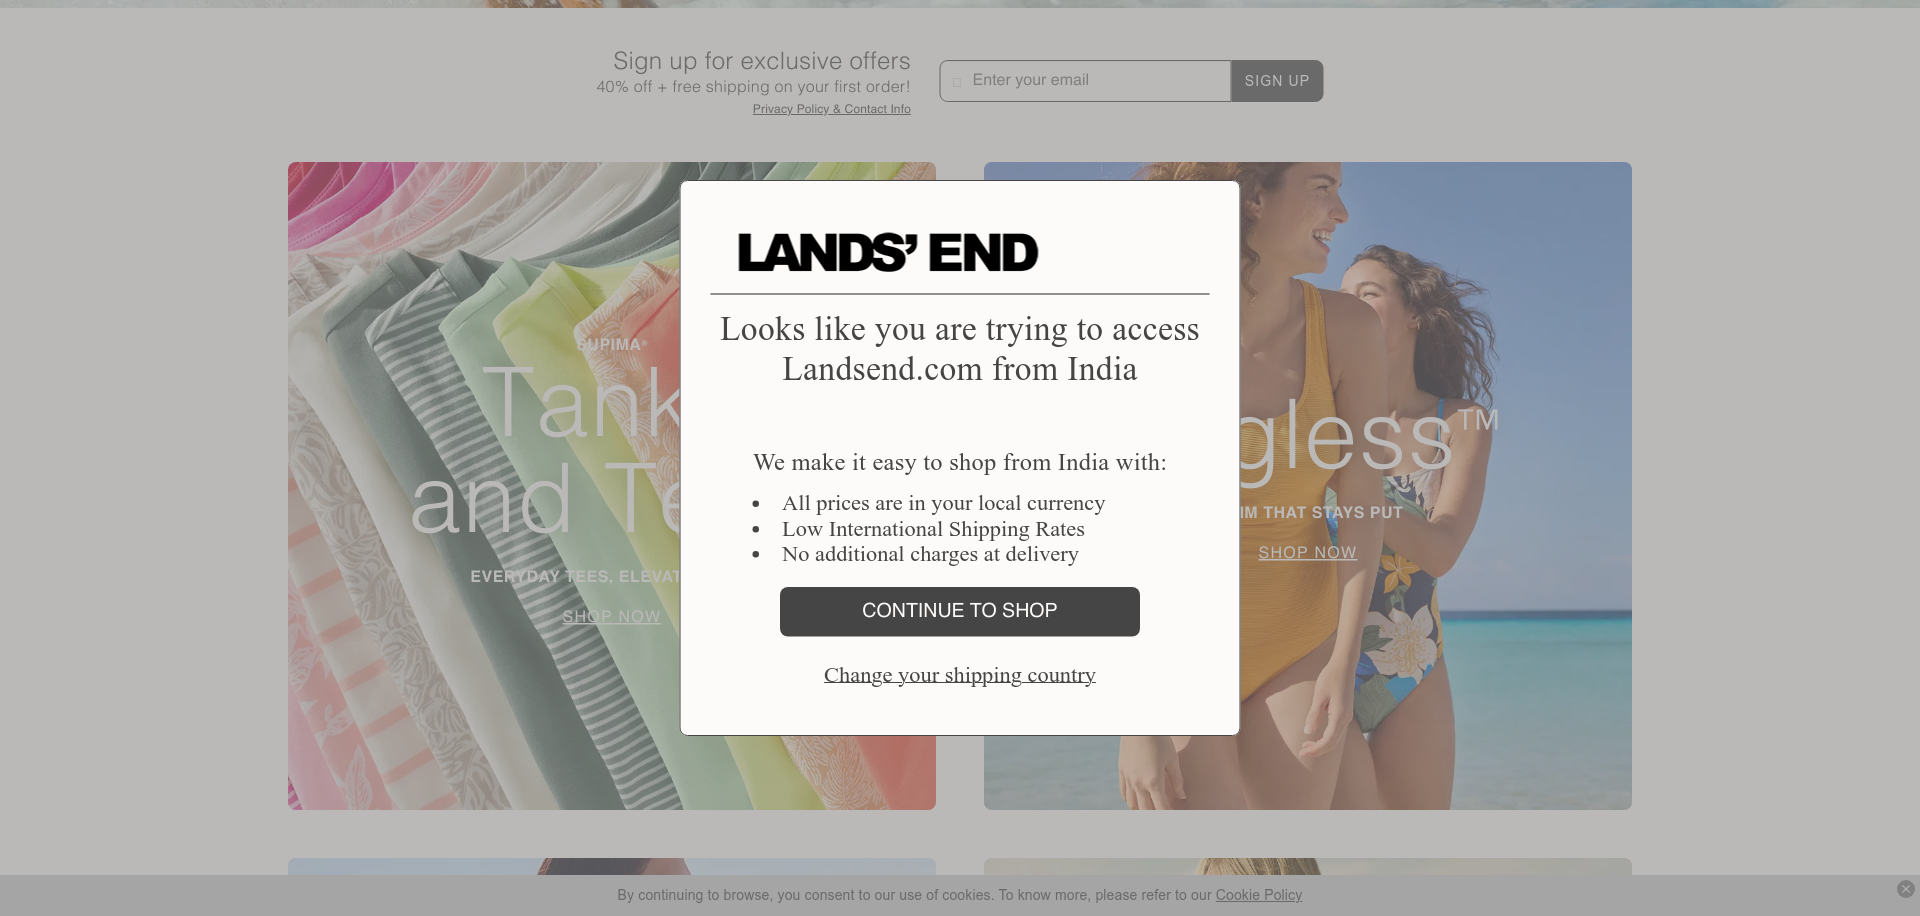 Sign up for exclusive offers
40% off + free shipping on your first order!
Privacy Policy & Contact Info
Enter your email
SIGN UP
LANDS' END
Looks like you are trying to access
Landsend.com from India
We make it easy to shop from India with:
• All prices are in your local currency
• Low International Shipping Rates
• No additional charges at delivery
CONTINUE TO SHOP
Change your shipping country
SUPIMA®
and
EVERYDAY TEES,
SHOP NOW
™
THAT STAYS PUT
SHOP NOW
By continuing to browse, you consent to our use of cookies. To know more, please refer to our Cookie Policy